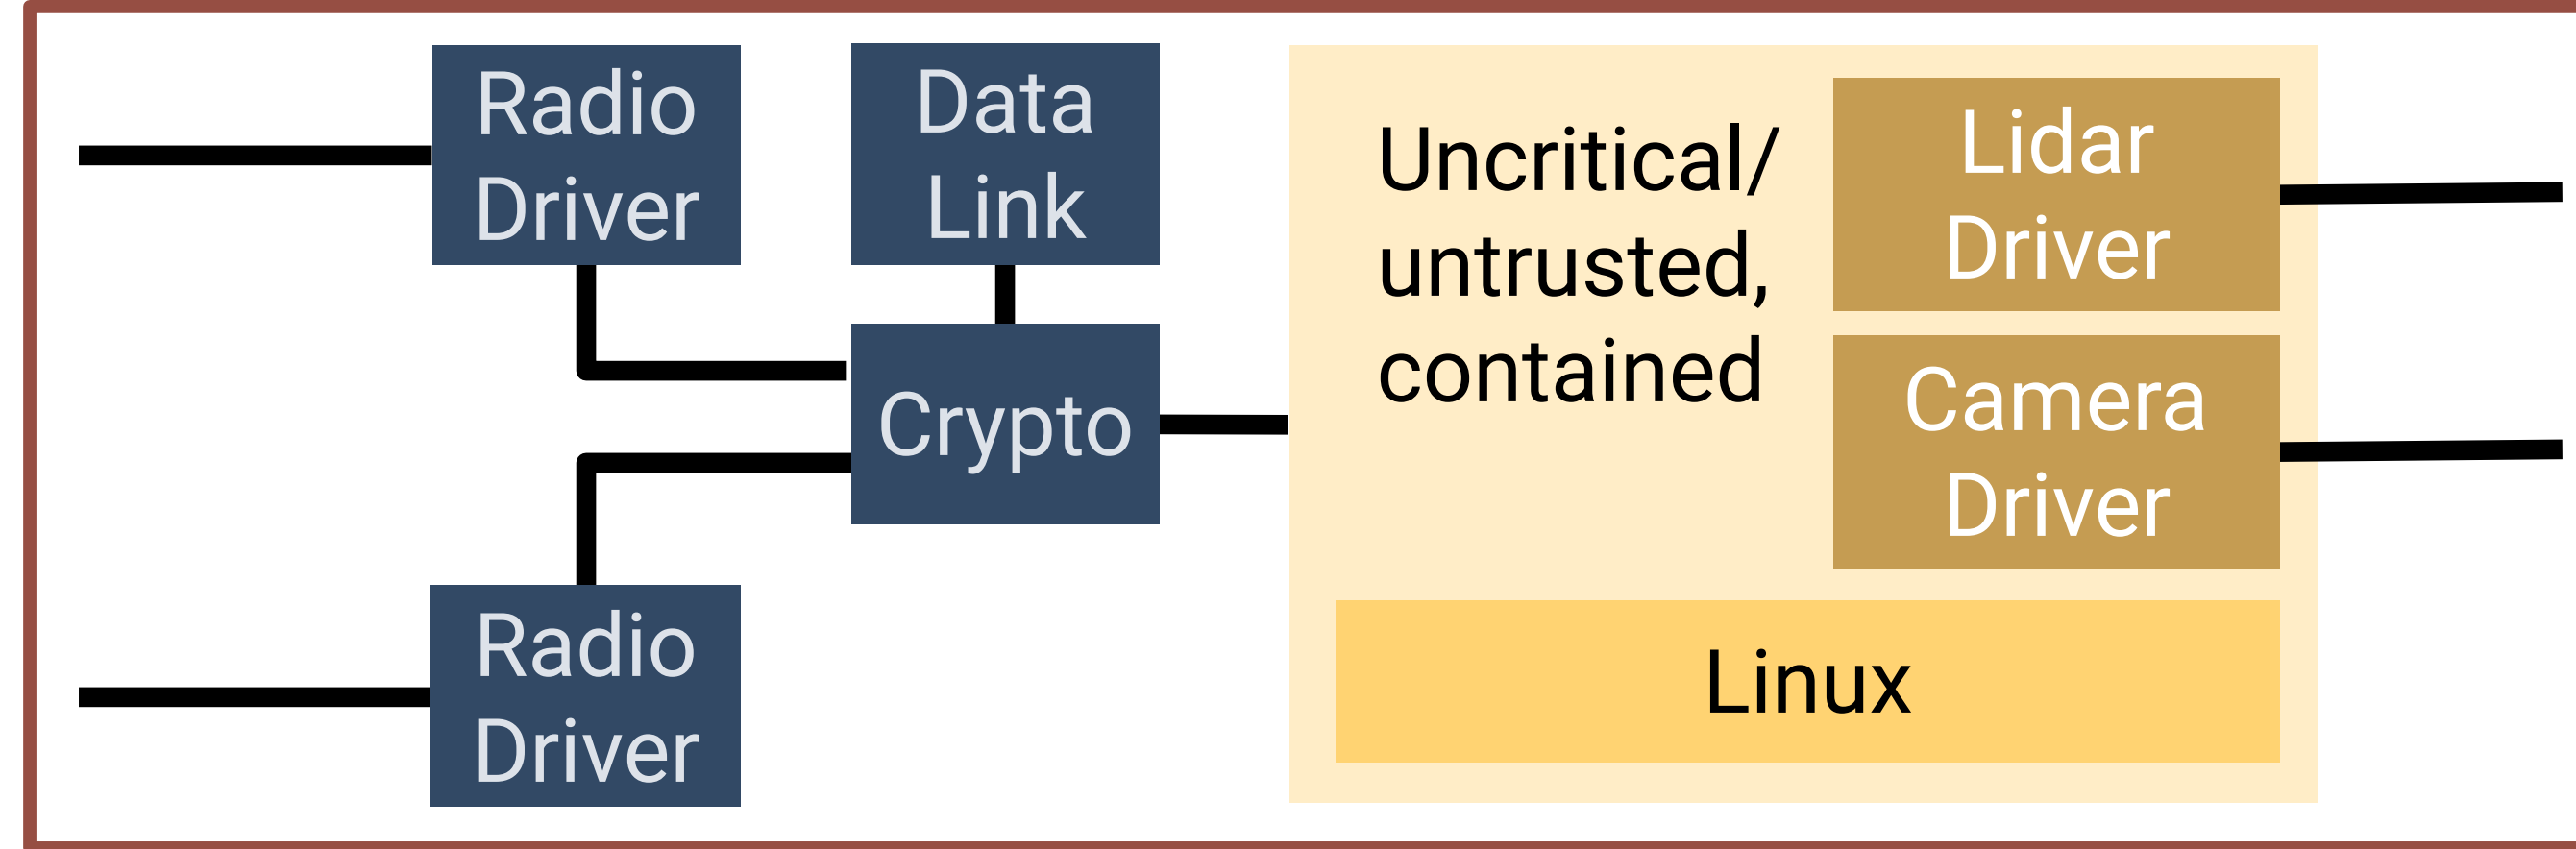 Radio
Driver
Data
Link
Crypto
Radio
Driver
Uncritical/
untrusted,
contained
Lidar
Driver
Camera
Driver
Linux